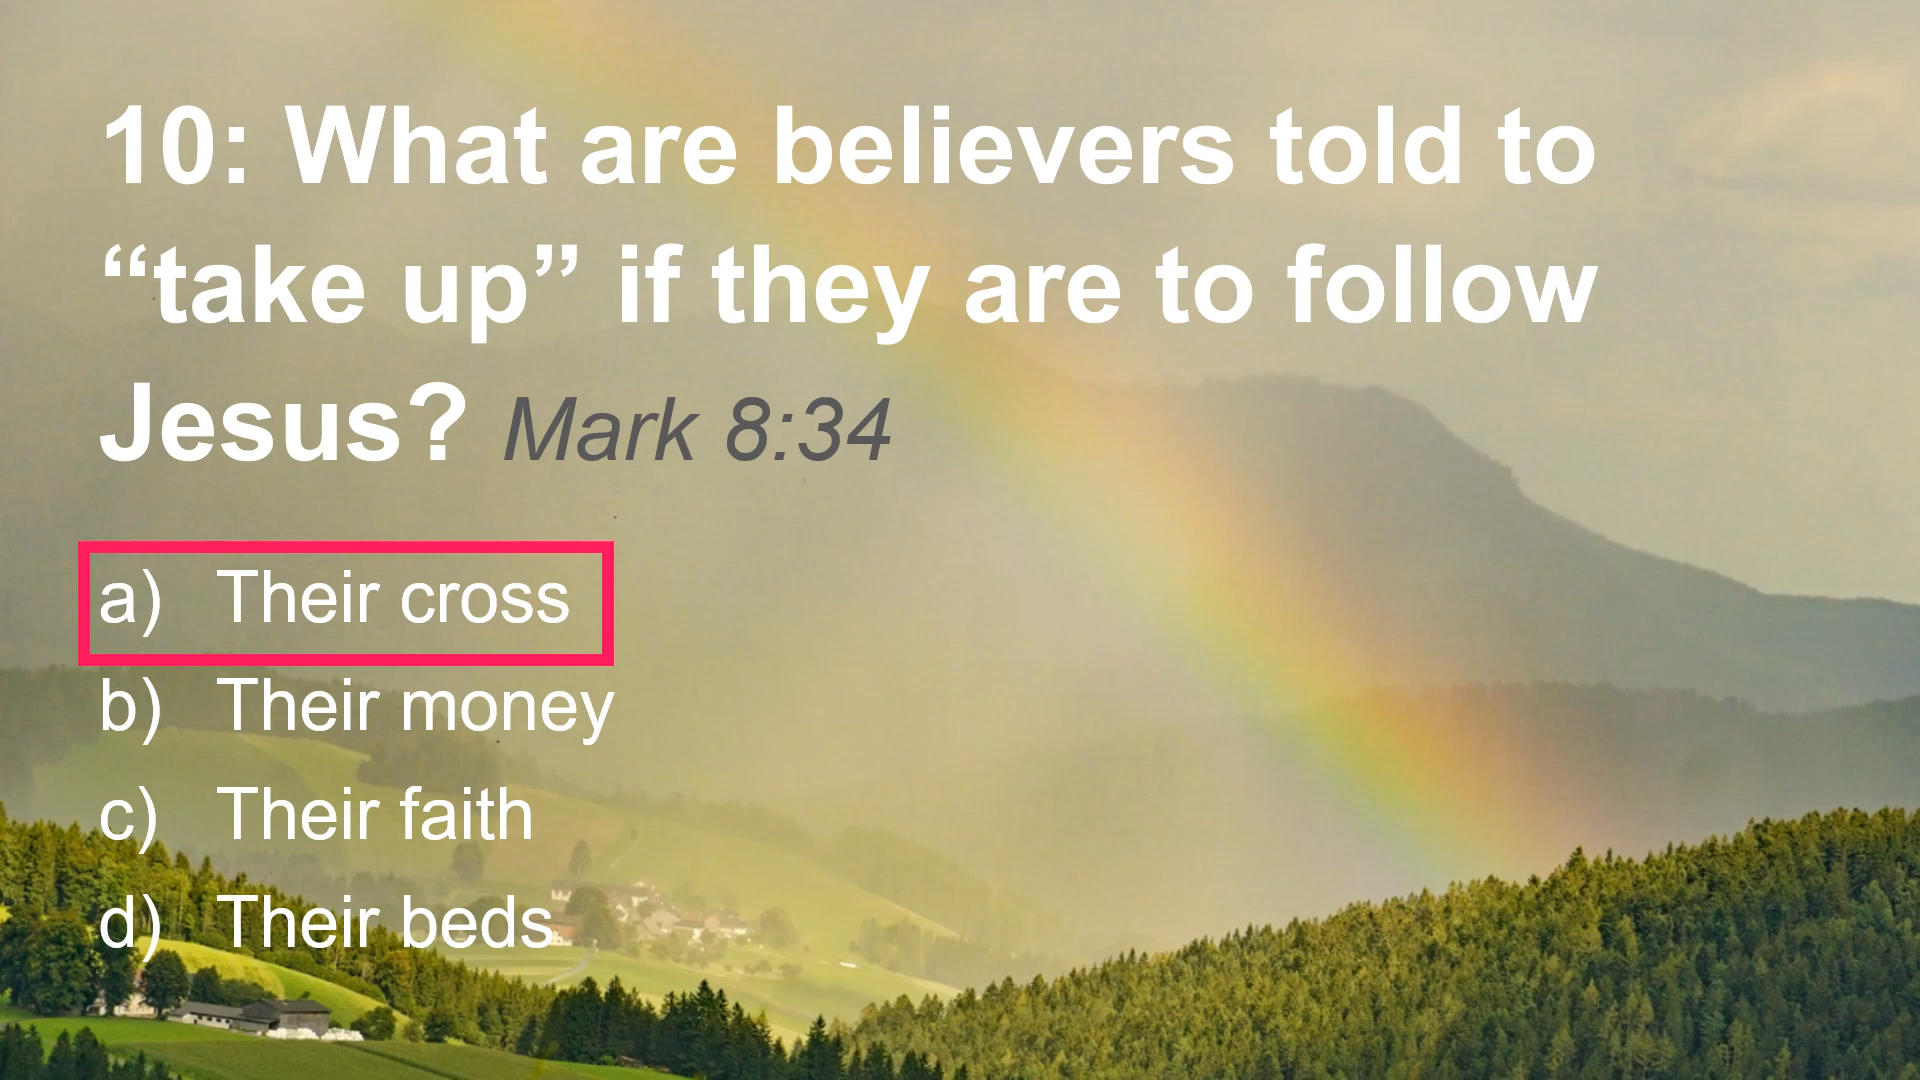 10: What are believers told to
“take up” if they are to follow
Jesus? Mark 8:34
a) Their cross
b) Their money
c) Their faith
d) Their beds